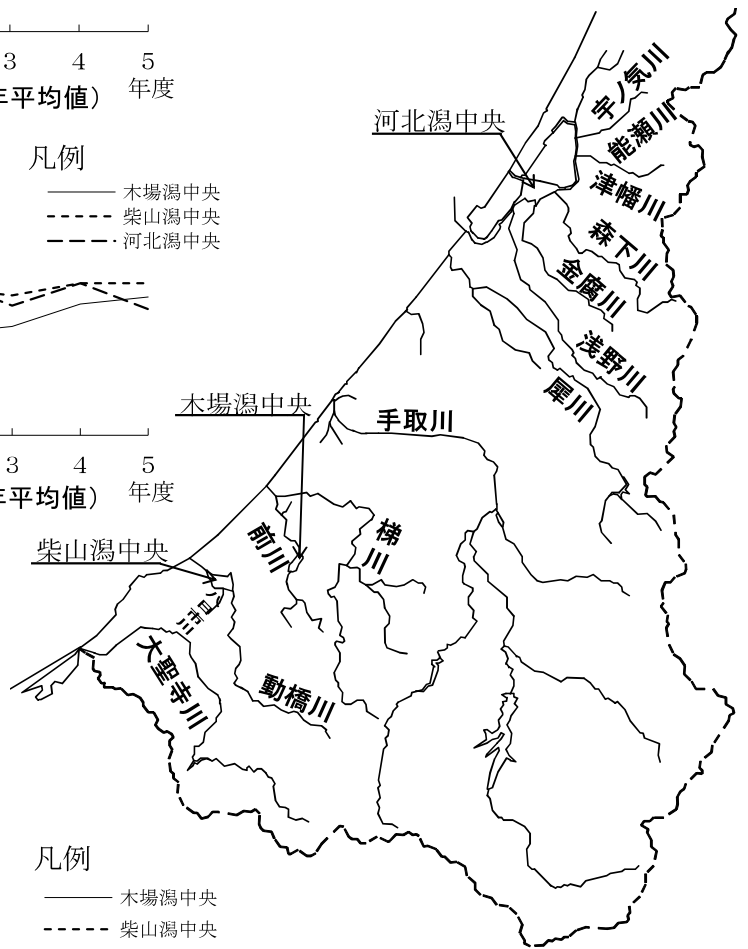 3 4 5
年平均値） 年度
凡例
木場潟中央
柴山潟中央
河北潟中央
3 4 5
年平均値） 年度
凡例
木場潟中央
柴山潟中央
河北潟中央
宇ノ気川
能瀬川
津幡川
森下川
金腐川
浅野川
犀川
木場潟中央
手取川
柴山潟中央
前川
梯川
八日市川
大聖寺川
動橋川